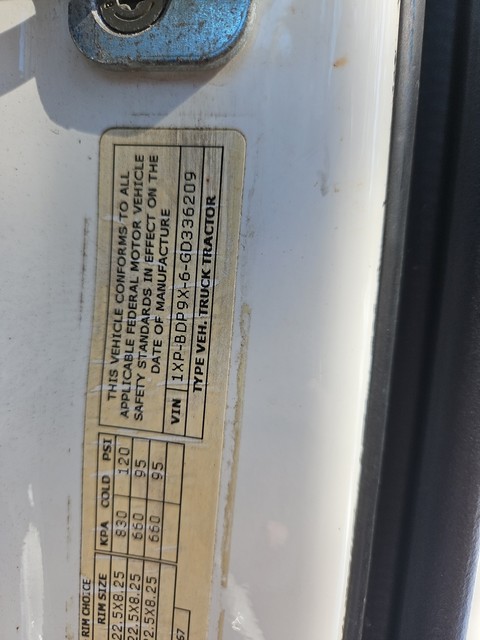 RIM CHOICE
RIM SIZE KPA COLD PSI
22.5X8.25 830 120
22.5X8.25 660 95
22.5X8.25 660 95
67
THIS VEHICLE CONFORMS TO ALL
APPLICABLE FEDERAL MOTOR VEHICLE
SAFETY STANDARDS IN EFFECT ON THE
DATE OF MANUFACTURE
VIN 1XP-BDP9X-6-GD336209
TYPE VEH. TRUCK TRACTOR